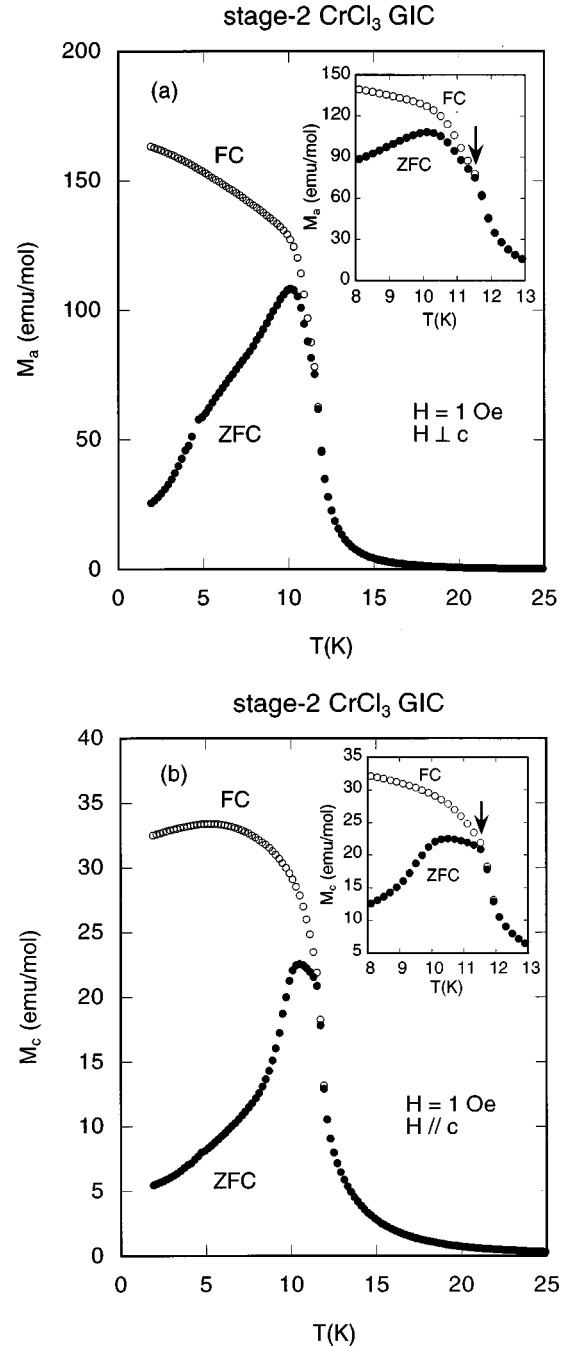 stage-2 CrCl₃ GIC
200
150
100
50
0
0 5 10 15 20 25
M_a (emu/mol)
T(K)
(a)
FC
ZFC
H = 1 Oe
H ⊥ c
150
120
90
60
30
0
8 9 10 11 12 13
M_a (emu/mol)
T(K)
FC
ZFC
stage-2 CrCl₃ GIC
40
35
30
25
20
15
10
5
0
0 5 10 15 20 25
M_c (emu/mol)
T(K)
(b)
FC
ZFC
H = 1 Oe
H // c
35
30
25
20
15
10
5
8 9 10 11 12 13
M_c (emu/mol)
T(K)
FC
ZFC